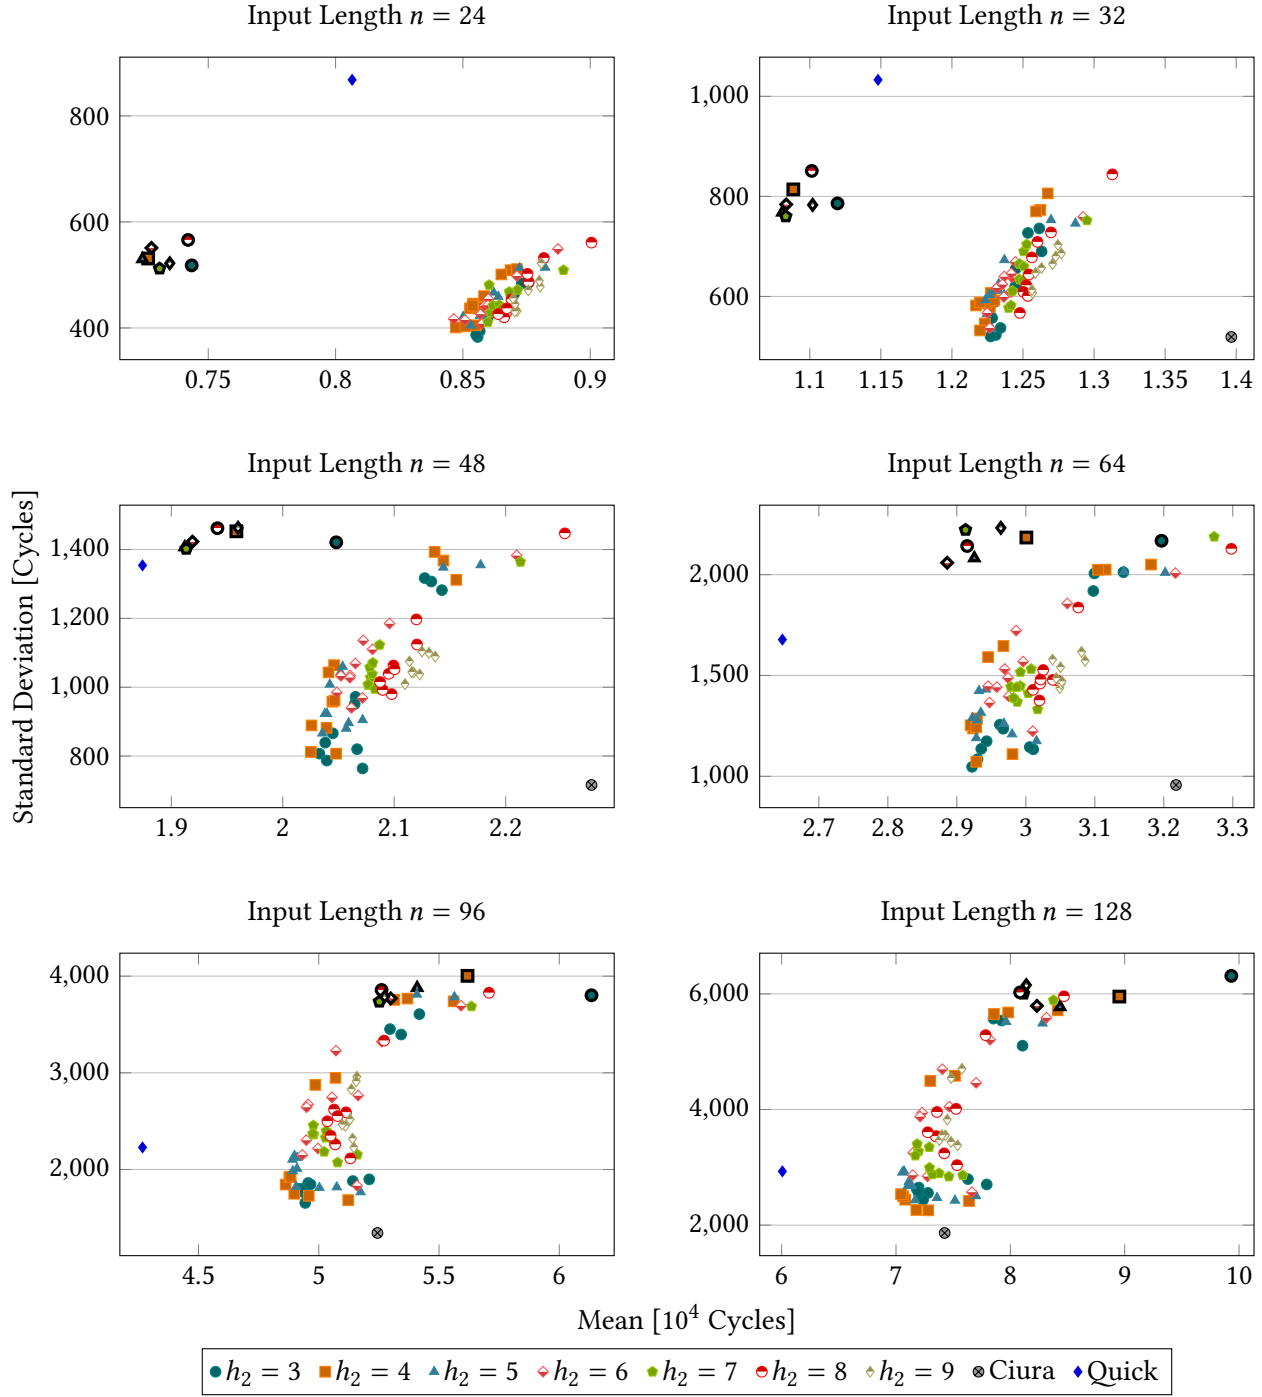 Input Length n = 24
Input Length n = 32
800
600
400
0.75 0.8 0.85 0.9
1,000
800
600
1.1 1.15 1.2 1.25 1.3 1.35 1.4
Input Length n = 48
Input Length n = 64
Standard Deviation [Cycles]
1,400
1,200
1,000
800
1.9 2 2.1 2.2
2,000
1,500
1,000
2.7 2.8 2.9 3 3.1 3.2 3.3
Input Length n = 96
Input Length n = 128
4,000
3,000
2,000
4.5 5 5.5 6
6,000
4,000
2,000
6 7 8 9 10
Mean [10⁴ Cycles]
h₂ = 3 h₂ = 4 h₂ = 5 h₂ = 6 h₂ = 7 h₂ = 8 h₂ = 9 Ciura Quick